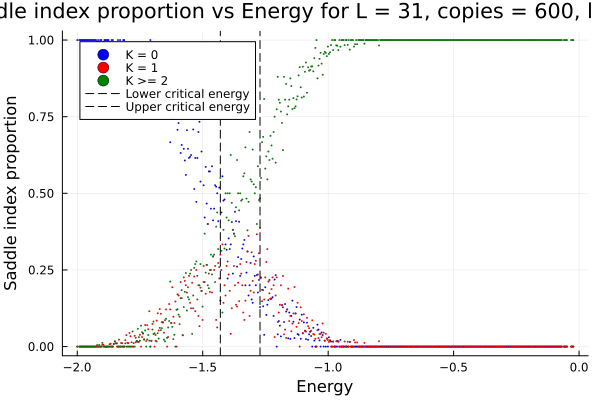 dle index proportion vs Energy for L = 31, copies = 600,
1.00
0.75
0.50
0.25
0.00
Saddle index proportion
K = 0
K = 1
K >= 2
Lower critical energy
Upper critical energy
−2.0 −1.5 −1.0 −0.5 0.0
Energy